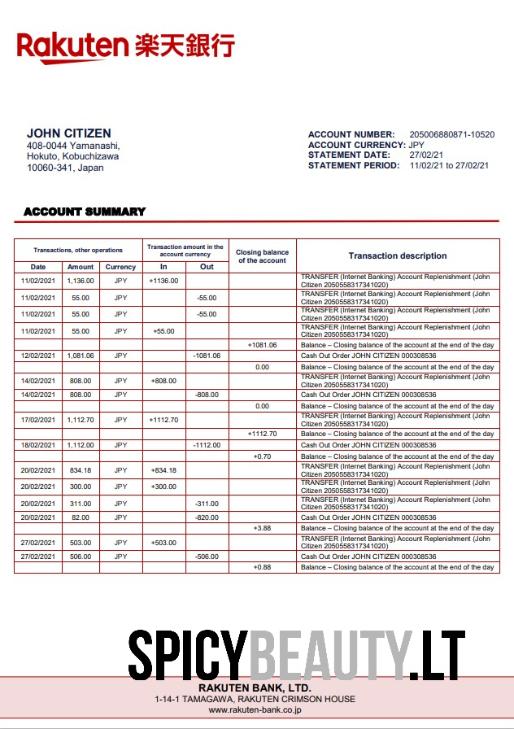 Rakuten 楽天銀行
JOHN CITIZEN
408-0044 Yamanashi,
Hokuto, Kobuchizawa
10060-341, Japan
ACCOUNT NUMBER: 205006880871-10520
ACCOUNT CURRENCY: JPY
STATEMENT DATE: 27/02/21
STATEMENT PERIOD: 11/02/21 to 27/02/21
ACCOUNT SUMMARY
Transactions, other operations
Transaction amount in the
account currency
Closing balance
of the account
Transaction description
Date Amount Currency In Out
11/02/2021 1,136.00 JPY +1136.00 TRANSFER (Internet Banking) Account Replenishment (John
Citizen 2050558317341020)
11/02/2021 55.00 JPY -55.00 TRANSFER (Internet Banking) Account Replenishment (John
Citizen 2050558317341020)
11/02/2021 55.00 JPY -55.00 TRANSFER (Internet Banking) Account Replenishment (John
Citizen 2050558317341020)
11/02/2021 55.00 JPY +55.00 TRANSFER (Internet Banking) Account Replenishment (John
Citizen 2050558317341020)
+1081.06 Balance – Closing balance of the account at the end of the day
12/02/2021 1,081.06 JPY -1081.06 Cash Out Order JOHN CITIZEN 000308536
0.00 Balance – Closing balance of the account at the end of the day
14/02/2021 808.00 JPY +808.00 TRANSFER (Internet Banking) Account Replenishment (John
Citizen 2050558317341020)
14/02/2021 808.00 JPY -808.00 Cash Out Order JOHN CITIZEN 000308536
0.00 Balance – Closing balance of the account at the end of the day
17/02/2021 1,112.70 JPY +1112.70 TRANSFER (Internet Banking) Account Replenishment (John
Citizen 2050558317341020)
+1112.70 Balance – Closing balance of the account at the end of the day
18/02/2021 1,112.00 JPY -1112.00 Cash Out Order JOHN CITIZEN 000308536
+0.70 Balance – Closing balance of the account at the end of the day
20/02/2021 834.18 JPY +834.18 TRANSFER (Internet Banking) Account Replenishment (John
Citizen 2050558317341020)
20/02/2021 300.00 JPY +300.00 TRANSFER (Internet Banking) Account Replenishment (John
Citizen 2050558317341020)
20/02/2021 311.00 JPY -311.00 TRANSFER (Internet Banking) Account Replenishment (John
Citizen 2050558317341020)
20/02/2021 82.00 JPY -820.00 Cash Out Order JOHN CITIZEN 000308536
+3.88 Balance – Closing balance of the account at the end of the day
27/02/2021 503.00 JPY +503.00 TRANSFER (Internet Banking) Account Replenishment (John
Citizen 2050558317341020)
27/02/2021 506.00 JPY -506.00 Cash Out Order JOHN CITIZEN 000308536
+0.88 Balance – Closing balance of the account at the end of the day
SPICYBEAUTY.LT
RAKUTEN BANK, LTD.
1-14-1 TAMAGAWA, RAKUTEN CRIMSON HOUSE
www.rakuten-bank.co.jp